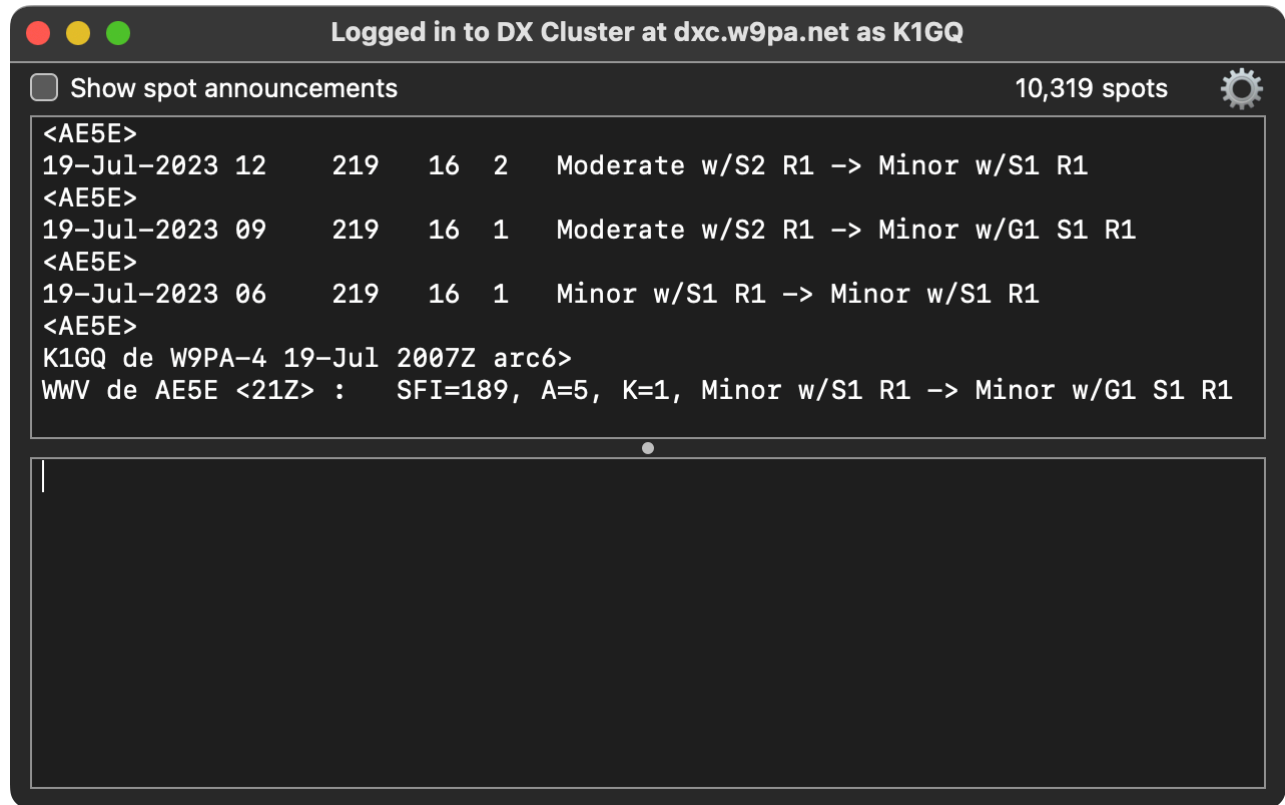 Logged in to DX Cluster at dxc.w9pa.net as K1GQ
Show spot announcements 10,319 spots
<AE5E>
19-Jul-2023 12    219   16  2   Moderate w/S2 R1 -> Minor w/S1 R1
<AE5E>
19-Jul-2023 09    219   16  1   Moderate w/S2 R1 -> Minor w/G1 S1 R1
<AE5E>
19-Jul-2023 06    219   16  1   Minor w/S1 R1 -> Minor w/S1 R1
<AE5E>
K1GQ de W9PA-4 19-Jul 2007Z arc6>
WWV de AE5E <21Z> :   SFI=189, A=5, K=1, Minor w/S1 R1 -> Minor w/G1 S1 R1